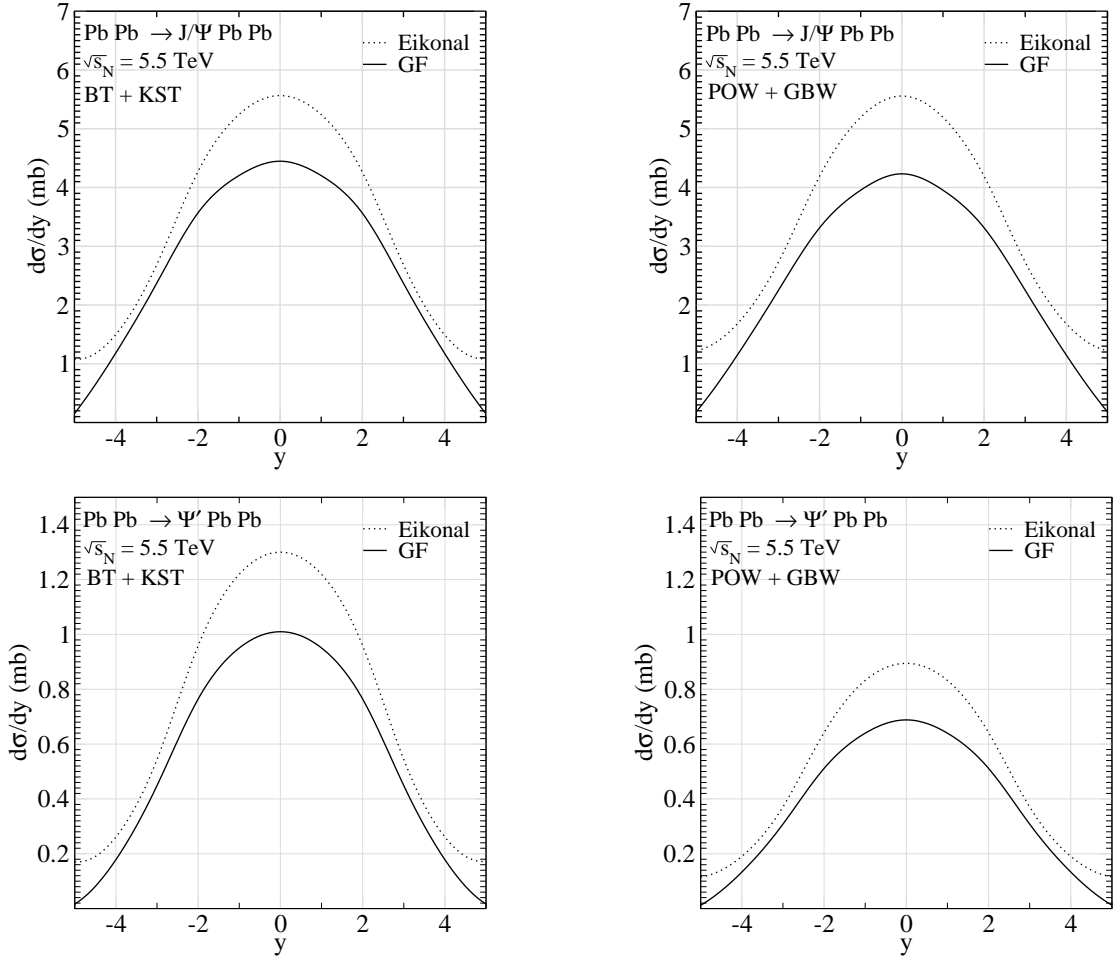 Pb Pb → J/Ψ Pb Pb
√s_N = 5.5 TeV
BT + KST
Eikonal
GF
dσ/dy (mb)
7
6
5
4
3
2
1
-4 -2 0 2 4
y
Pb Pb → J/Ψ Pb Pb
√s_N = 5.5 TeV
POW + GBW
Eikonal
GF
dσ/dy (mb)
7
6
5
4
3
2
1
-4 -2 0 2 4
y
Pb Pb → Ψ′ Pb Pb
√s_N = 5.5 TeV
BT + KST
Eikonal
GF
dσ/dy (mb)
1.4
1.2
1
0.8
0.6
0.4
0.2
-4 -2 0 2 4
y
Pb Pb → Ψ′ Pb Pb
√s_N = 5.5 TeV
POW + GBW
Eikonal
GF
dσ/dy (mb)
1.4
1.2
1
0.8
0.6
0.4
0.2
-4 -2 0 2 4
y